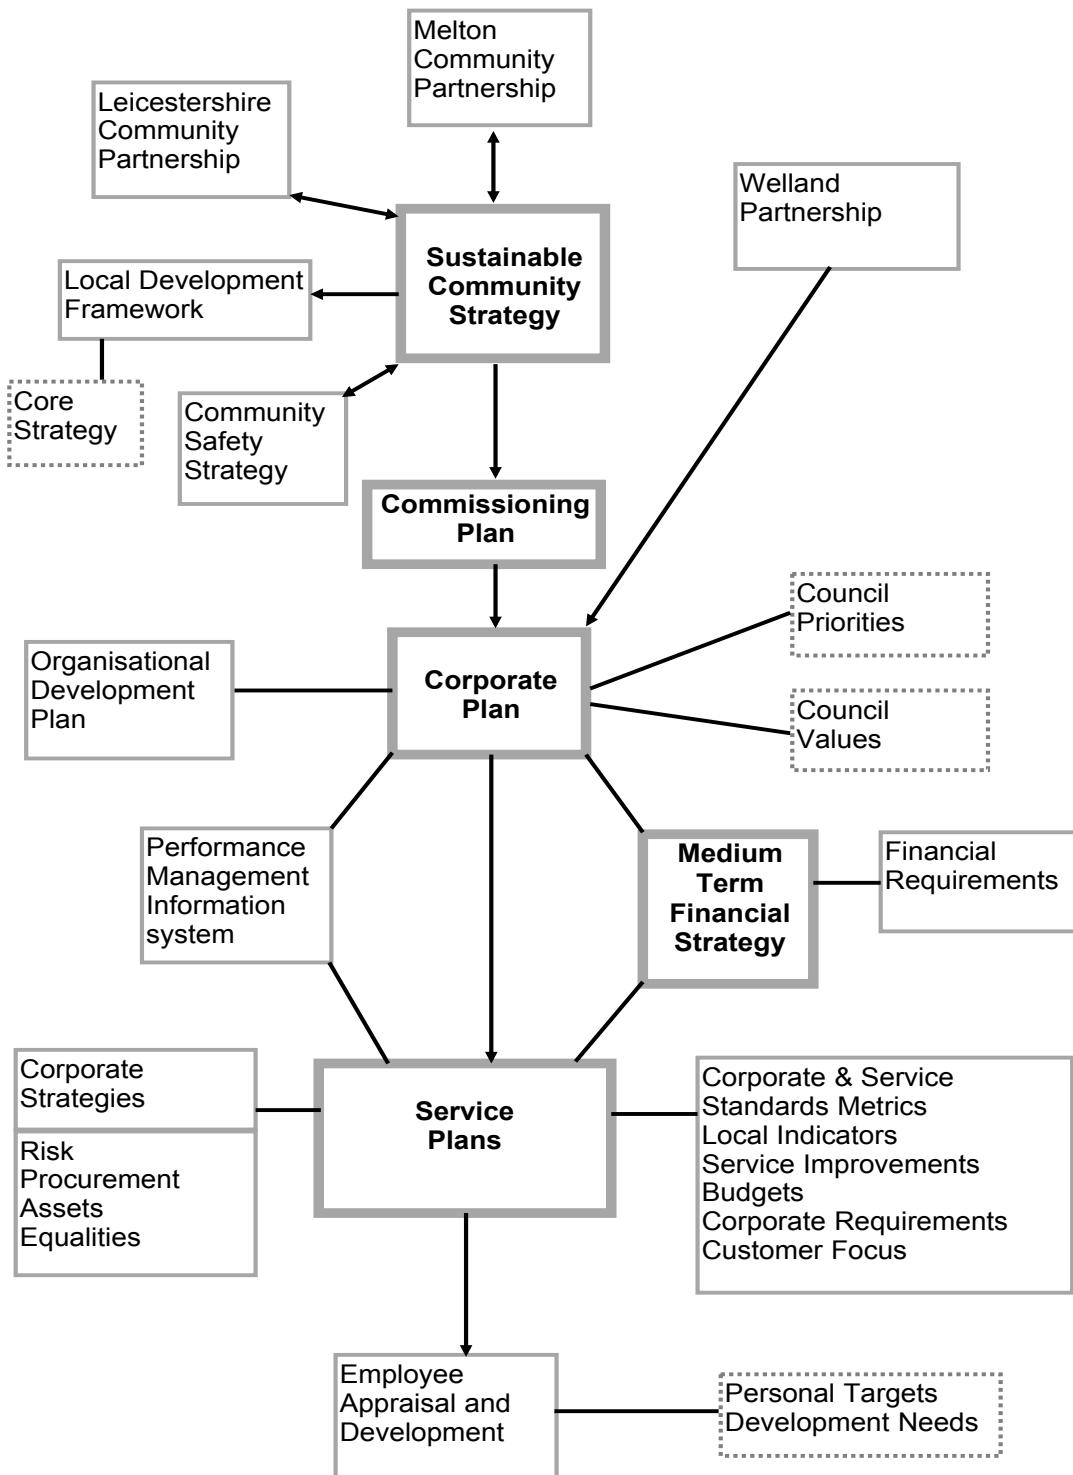 Melton
Community
Partnership
Leicestershire
Community
Partnership
Welland
Partnership
Sustainable
Community
Strategy
Local Development
Framework
Core
Strategy
Community
Safety
Strategy
Commissioning
Plan
Council
Priorities
Organisational
Development
Plan
Corporate
Plan
Council
Values
Performance
Management
Information
system
Medium
Term
Financial
Strategy
Financial
Requirements
Corporate
Strategies
Risk
Procurement
Assets
Equalities
Service
Plans
Corporate & Service
Standards Metrics
Local Indicators
Service Improvements
Budgets
Corporate Requirements
Customer Focus
Employee
Appraisal and
Development
Personal Targets
Development Needs